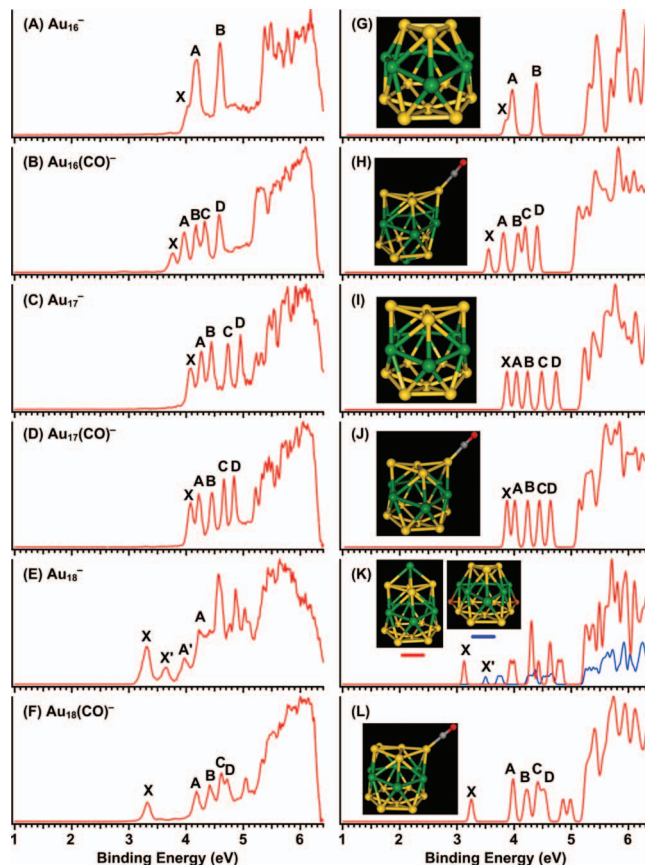 (A) Au16−
X A B
(B) Au16(CO)−
X A B C D
(C) Au17−
X A B C D
(D) Au17(CO)−
X A B C D
(E) Au18−
X X' A' A
(F) Au18(CO)−
X A B C D
1 2 3 4 5 6
Binding Energy (eV)
(G)
X A B
(H)
X A B C D
(I)
X A B C D
(J)
X A B C D
(K)
X X'
(L)
X A B C D
1 2 3 4 5 6
Binding Energy (eV)